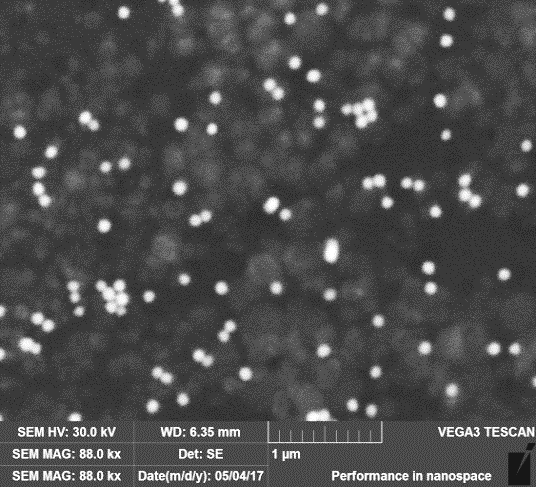 SEM HV: 30.0 kV WD: 6.35 mm VEGA3 TESCAN
SEM MAG: 88.0 kx Det: SE 1 µm
SEM MAG: 88.0 kx Date(m/d/y): 05/04/17 Performance in nanospace